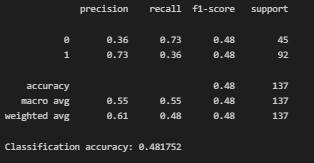 precision recall f1-score support
0 0.36 0.73 0.48 45
1 0.73 0.36 0.48 92
accuracy 0.48 137
macro avg 0.55 0.55 0.48 137
weighted avg 0.61 0.48 0.48 137
Classification accuracy: 0.481752